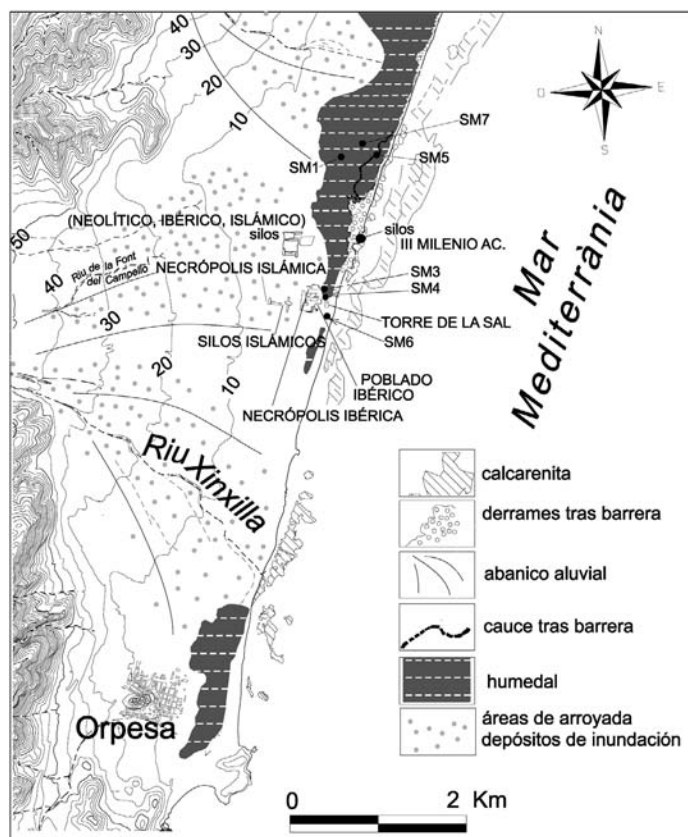 40
30
20
10
N
O
E
S
SM7
SM1
SM5
(NEOLÍTICO, IBÉRICO, ISLÁMICO)
silos
silos
III MILENIO AC.
50
40
30
20
10
Riu de la Font
del Campello
NECRÓPOLIS ISLÁMICA
SM3
SM4
TORRE DE LA SAL
SILOS ISLÁMICOS
SM6
POBLADO
IBÉRICO
NECRÓPOLIS IBÉRICA
Mar
Mediterrània
Riu Xinxilla
Orpesa
calcarenita
derrames tras barrera
abanico aluvial
cauce tras barrera
humedal
áreas de arroyada
depósitos de inundación
0 2 Km